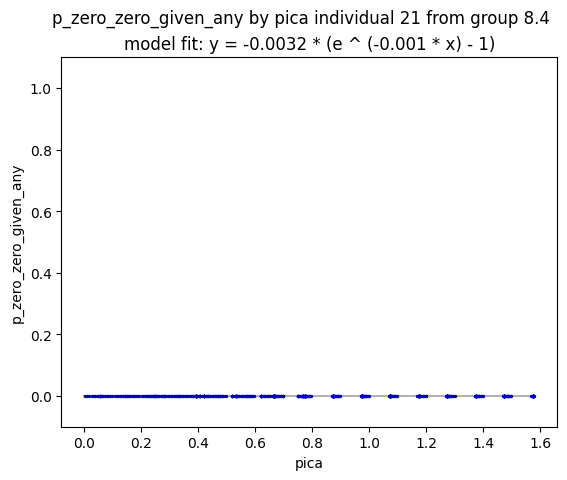 p_zero_zero_given_any by pica individual 21 from group 8.4
model fit: y = -0.0032 * (e ^ (-0.001 * x) - 1)
1.0
0.8
0.6
0.4
0.2
0.0
p_zero_zero_given_any
0.0 0.2 0.4 0.6 0.8 1.0 1.2 1.4 1.6
pica